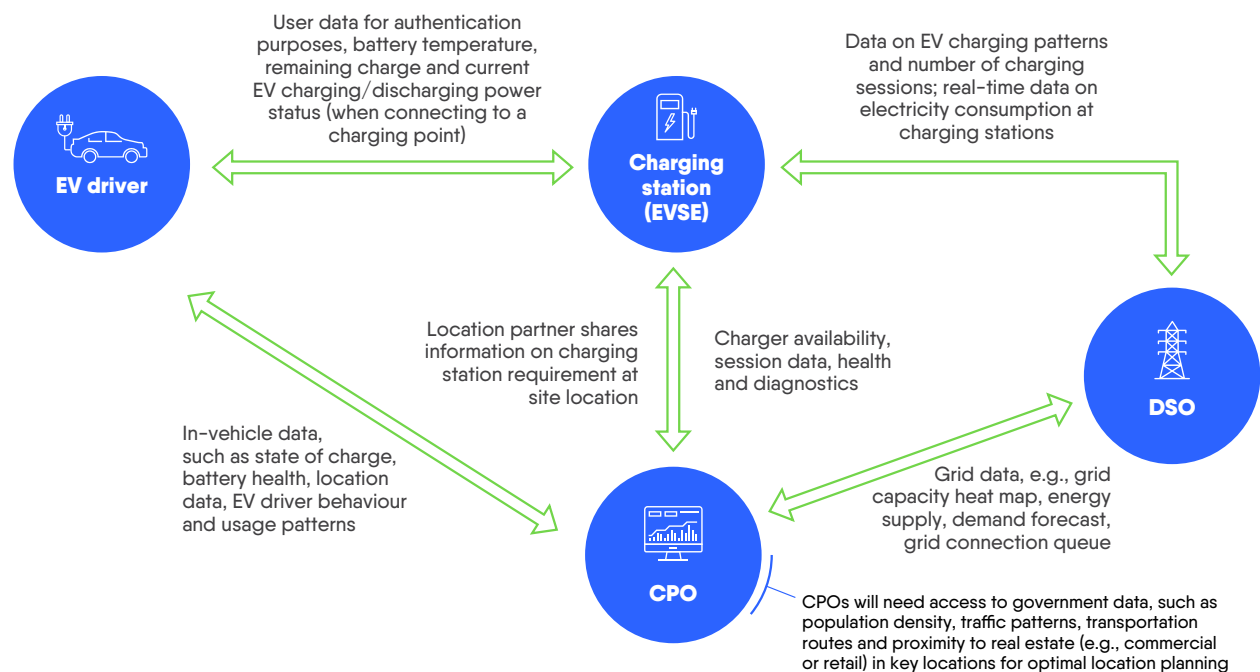 User data for authentication
purposes, battery temperature,
remaining charge and current
EV charging/discharging power
status (when connecting to a
charging point)
Data on EV charging patterns
and number of charging
sessions; real-time data on
electricity consumption at
charging stations
EV driver
Charging
station
(EVSE)
Location partner shares
information on charging
station requirement at
site location
Charger availability,
session data, health
and diagnostics
DSO
In-vehicle data,
such as state of charge,
battery health, location
data, EV driver behaviour
and usage patterns
Grid data, e.g., grid
capacity heat map, energy
supply, demand forecast,
grid connection queue
CPO
CPOs will need access to government data, such as
population density, traffic patterns, transportation
routes and proximity to real estate (e.g., commercial
or retail) in key locations for optimal location planning